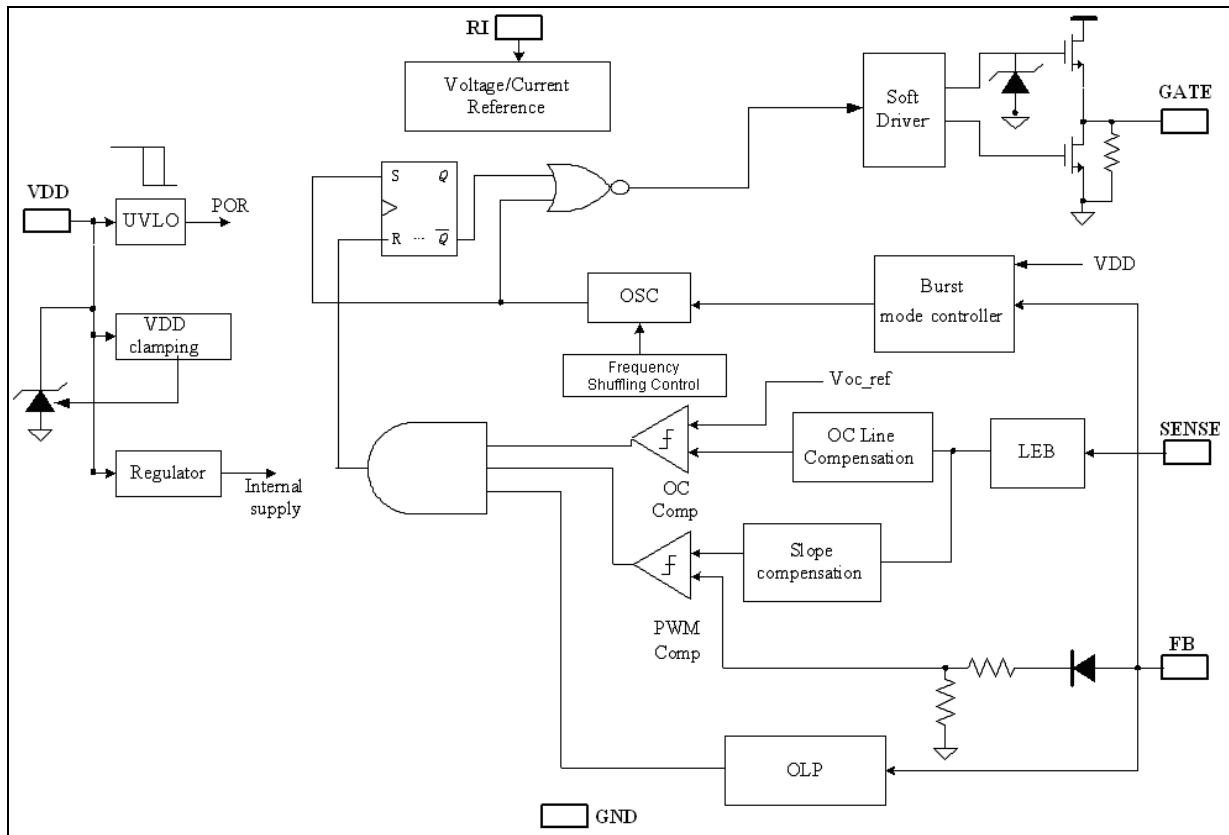 RI
Voltage/Current
Reference
Soft
Driver
GATE
VDD
UVLO
POR
S Q
R ... Q̅
OSC
Burst
mode controller
VDD
VDD
clamping
Frequency
Shuffling Control
Voc_ref
OC Line
Compensation
LEB
SENSE
Regulator
Internal
supply
OC
Comp
Slope
compensation
PWM
Comp
FB
OLP
GND